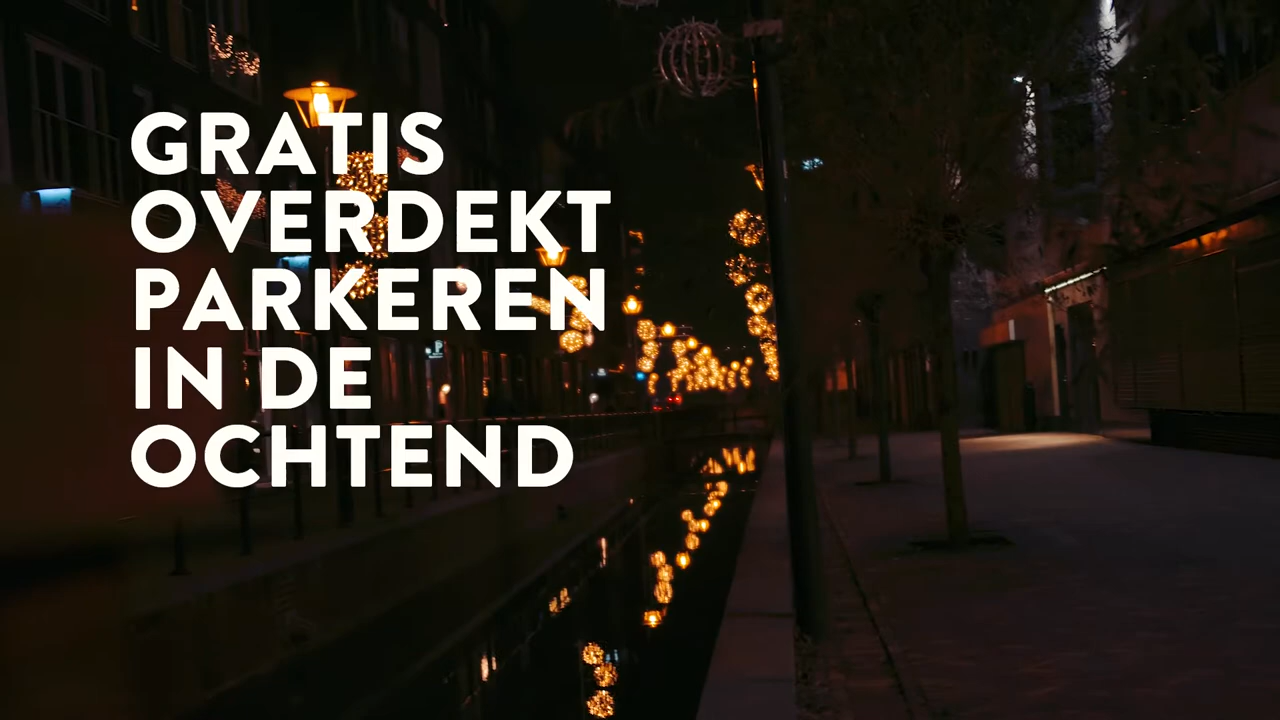 GRATIS
OVERDEKT
PARKEREN
IN DE
OCHTEND